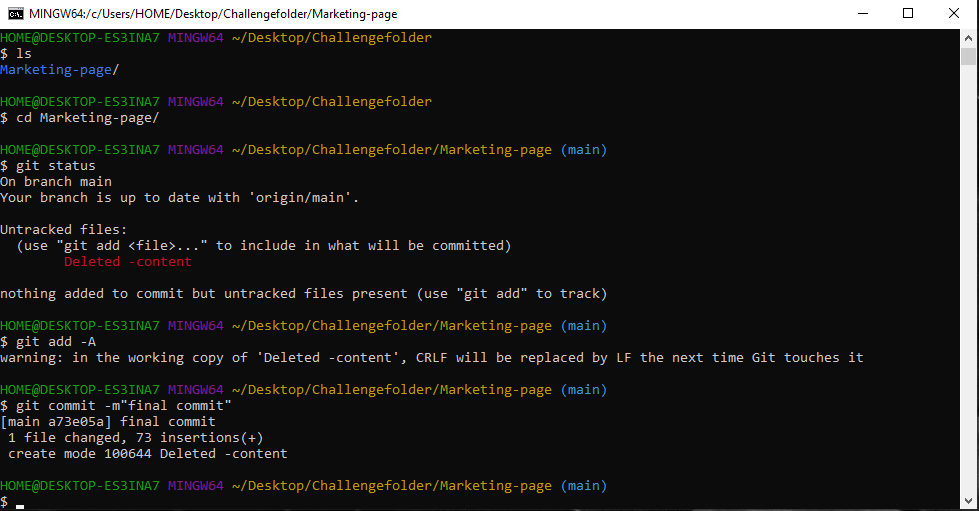 MINGW64:/c/Users/HOME/Desktop/Challengefolder/Marketing-page
HOME@DESKTOP-ES3INA7 MINGW64 ~/Desktop/Challengefolder
$ ls
Marketing-page/
HOME@DESKTOP-ES3INA7 MINGW64 ~/Desktop/Challengefolder
$ cd Marketing-page/
HOME@DESKTOP-ES3INA7 MINGW64 ~/Desktop/Challengefolder/Marketing-page (main)
$ git status
On branch main
Your branch is up to date with 'origin/main'.
Untracked files:
  (use "git add <file>..." to include in what will be committed)
        Deleted -content
nothing added to commit but untracked files present (use "git add" to track)
HOME@DESKTOP-ES3INA7 MINGW64 ~/Desktop/Challengefolder/Marketing-page (main)
$ git add -A
warning: in the working copy of 'Deleted -content', CRLF will be replaced by LF the next time Git touches it
HOME@DESKTOP-ES3INA7 MINGW64 ~/Desktop/Challengefolder/Marketing-page (main)
$ git commit -m"final commit"
[main a73e05a] final commit
 1 file changed, 73 insertions(+)
 create mode 100644 Deleted -content
HOME@DESKTOP-ES3INA7 MINGW64 ~/Desktop/Challengefolder/Marketing-page (main)
$